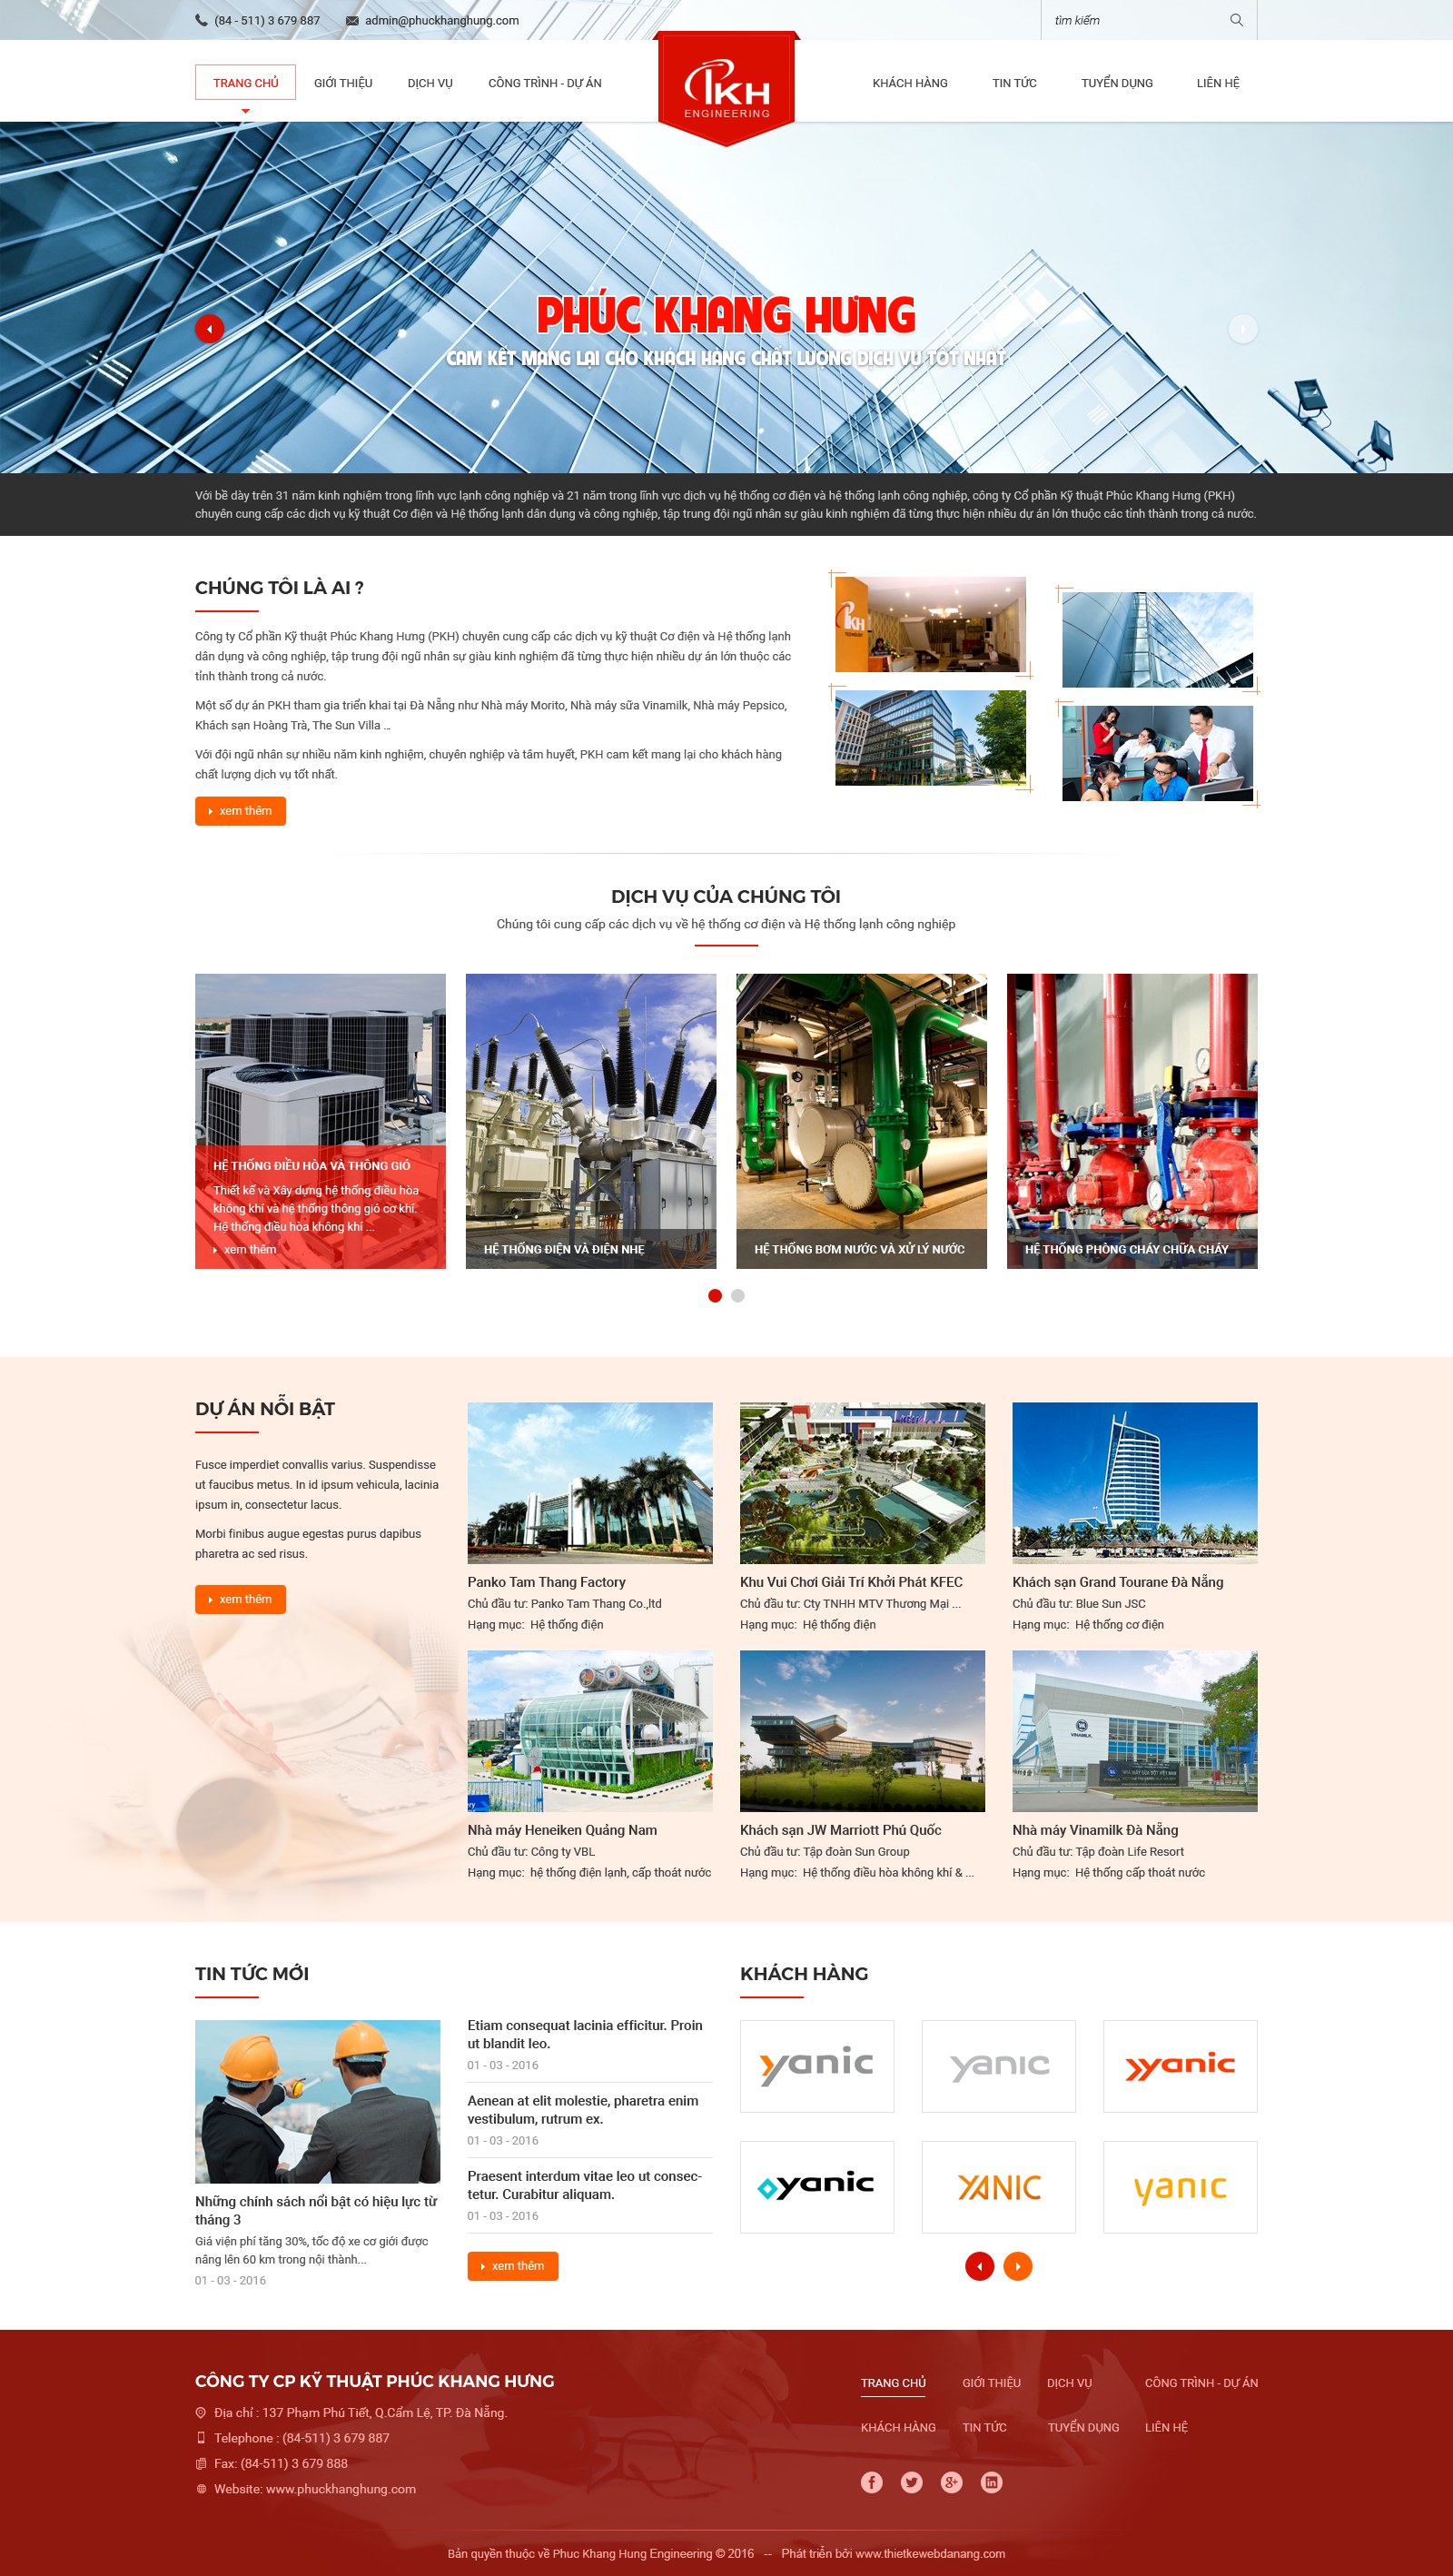 (84 - 511) 3 679 887
admin@phuckhanghung.com
tìm kiếm
TRANG CHỦ
GIỚI THIỆU
DỊCH VỤ
CÔNG TRÌNH - DỰ ÁN
PKH
ENGINEERING
KHÁCH HÀNG
TIN TỨC
TUYỂN DỤNG
LIÊN HỆ
PHÚC KHANG HƯNG
CAM KẾT MANG LẠI CHO KHÁCH HÀNG CHẤT LƯỢNG DỊCH VỤ TỐT NHẤT
Với bề dày trên 31 năm kinh nghiệm trong lĩnh vực lạnh công nghiệp và 21 năm trong lĩnh vực dịch vụ hệ thống cơ điện và hệ thống lạnh công nghiệp, công ty Cổ phần Kỹ thuật Phúc Khang Hưng (PKH)
chuyên cung cấp các dịch vụ kỹ thuật Cơ điện và Hệ thống lạnh dân dụng và công nghiệp, tập trung đội ngũ nhân sự giàu kinh nghiệm đã từng thực hiện nhiều dự án lớn thuộc các tỉnh thành trong cả nước.
CHÚNG TÔI LÀ AI ?
Công ty Cổ phần Kỹ thuật Phúc Khang Hưng (PKH) chuyên cung cấp các dịch vụ kỹ thuật Cơ điện và Hệ thống lạnh
dân dụng và công nghiệp, tập trung đội ngũ nhân sự giàu kinh nghiệm đã từng thực hiện nhiều dự án lớn thuộc các
tỉnh thành trong cả nước.
Một số dự án PKH tham gia triển khai tại Đà Nẵng như Nhà máy Morito, Nhà máy sữa Vinamilk, Nhà máy Pepsico,
Khách sạn Hoàng Trà, The Sun Villa ...
Với đội ngũ nhân sự nhiều năm kinh nghiệm, chuyên nghiệp và tâm huyết, PKH cam kết mang lại cho khách hàng
chất lượng dịch vụ tốt nhất.
xem thêm
PKH
DỊCH VỤ CỦA CHÚNG TÔI
Chúng tôi cung cấp các dịch vụ về hệ thống cơ điện và Hệ thống lạnh công nghiệp
HỆ THỐNG ĐIỀU HÒA VÀ THÔNG GIÓ
Thiết kế và Xây dựng hệ thống điều hòa
không khí và hệ thống thông gió cơ khí.
Hệ thống điều hòa không khí ...
xem thêm
HỆ THỐNG ĐIỆN VÀ ĐIỆN NHẸ
HỆ THỐNG BƠM NƯỚC VÀ XỬ LÝ NƯỚC
HỆ THỐNG PHÒNG CHÁY CHỮA CHÁY
DỰ ÁN NỔI BẬT
Fusce imperdiet convallis varius. Suspendisse
ut faucibus metus. In id ipsum vehicula, lacinia
ipsum in, consectetur lacus.
Morbi finibus augue egestas purus dapibus
pharetra ac sed risus.
xem thêm
Panko Tam Thang Factory
Chủ đầu tư: Panko Tam Thang Co.,ltd
Hạng mục: Hệ thống điện
Khu Vui Chơi Giải Trí Khởi Phát KFEC
Chủ đầu tư: Cty TNHH MTV Thương Mại ...
Hạng mục: Hệ thống điện
Khách sạn Grand Tourane Đà Nẵng
Chủ đầu tư: Blue Sun JSC
Hạng mục: Hệ thống cơ điện
VINAMILK
Nhà máy Heneiken Quảng Nam
Chủ đầu tư: Công ty VBL
Hạng mục: hệ thống điện lạnh, cấp thoát nước
Khách sạn JW Marriott Phú Quốc
Chủ đầu tư: Tập đoàn Sun Group
Hạng mục: Hệ thống điều hòa không khí & ...
Nhà máy Vinamilk Đà Nẵng
Chủ đầu tư: Tập đoàn Life Resort
Hạng mục: Hệ thống cấp thoát nước
TIN TỨC MỚI
Những chính sách nổi bật có hiệu lực từ
tháng 3
Giá viện phí tăng 30%, tốc độ xe cơ giới được
nâng lên 60 km trong nội thành...
01 - 03 - 2016
Etiam consequat lacinia efficitur. Proin
ut blandit leo.
01 - 03 - 2016
Aenean at elit molestie, pharetra enim
vestibulum, rutrum ex.
01 - 03 - 2016
Praesent interdum vitae leo ut consec-
tetur. Curabitur aliquam.
01 - 03 - 2016
xem thêm
KHÁCH HÀNG
yanic
yanic
yanic
yanic
YANIC
yanic
CÔNG TY CP KỸ THUẬT PHÚC KHANG HƯNG
Địa chỉ : 137 Phạm Phú Tiết, Q.Cẩm Lệ, TP. Đà Nẵng.
Telephone : (84-511) 3 679 887
Fax: (84-511) 3 679 888
Website: www.phuckhanghung.com
TRANG CHỦ
GIỚI THIỆU
DỊCH VỤ
CÔNG TRÌNH - DỰ ÁN
KHÁCH HÀNG
TIN TỨC
TUYỂN DỤNG
LIÊN HỆ
Bản quyền thuộc về Phuc Khang Hung Engineering © 2016 -- Phát triển bởi www.thietkewebdanang.com